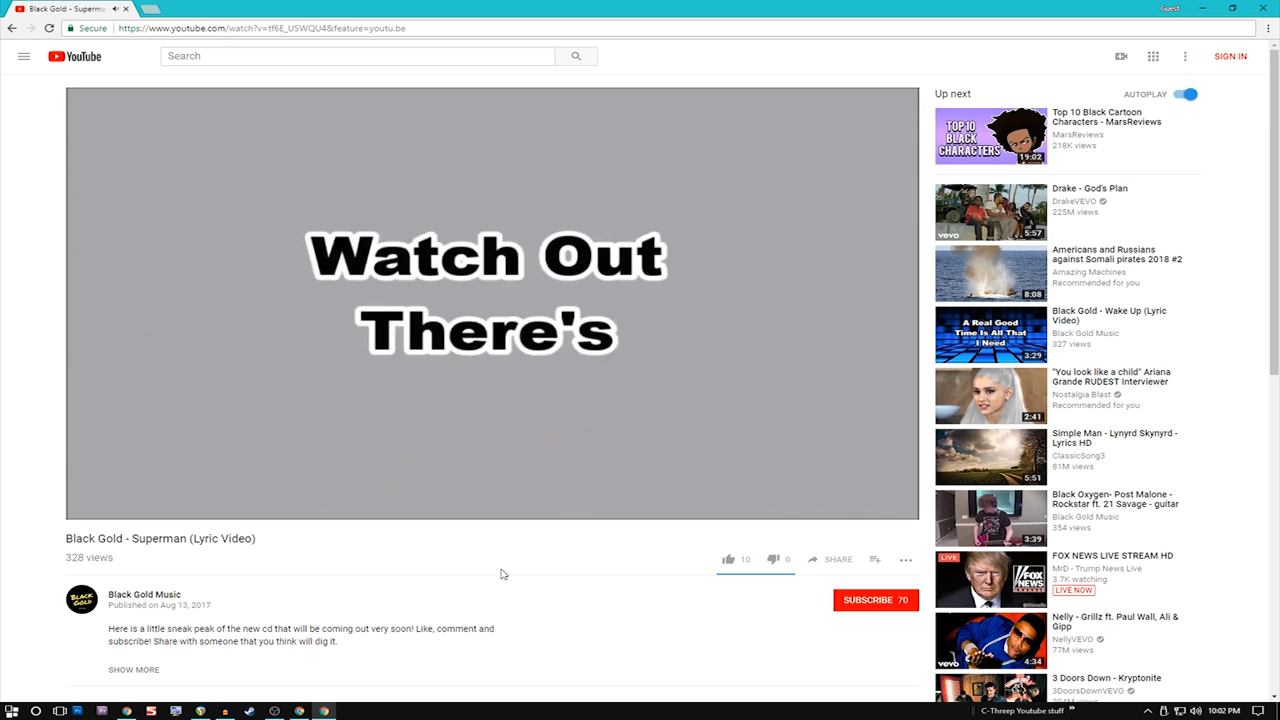 Black Gold - Superma
Guest
Secure
https://www.youtube.com/watch?v=tf6E_USWQU4&feature=youtu.be
YouTube
Search
SIGN IN
Watch Out
There's
Black Gold - Superman (Lyric Video)
328 views
10
0
SHARE
Black Gold Music
Published on Aug 13, 2017
SUBSCRIBE 70
BLACK
GOLD
Here is a little sneak peak of the new cd that will be coming out very soon! Like, comment and
subscribe! Share with someone that you think will dig it.
SHOW MORE
Up next
AUTOPLAY
TOP 10
BLACK
CHARACTERS
19:02
Top 10 Black Cartoon
Characters - MarsReviews
MarsReviews
218K views
vevo
5:57
Drake - God's Plan
DrakeVEVO
225M views
8:08
Americans and Russians
against Somali pirates 2018 #2
Amazing Machines
Recommended for you
A Real Good
Time Is All That
I Need
3:29
Black Gold - Wake Up (Lyric
Video)
Black Gold Music
327 views
2:41
"You look like a child" Ariana
Grande RUDEST Interviewer
Nostalgia Blast
Recommended for you
5:51
Simple Man - Lynyrd Skynyrd -
Lyrics HD
ClassicSong3
81M views
3:39
Black Oxygen- Post Malone -
Rockstar ft. 21 Savage - guitar
Black Gold Music
354 views
LIVE
FOX
NEWS
FOX NEWS LIVE STREAM HD
MrD - Trump News Live
3.7K watching
LIVE NOW
vevo
4:34
Nelly - Grillz ft. Paul Wall, Ali &
Gipp
NellyVEVO
77M views
3 Doors Down - Kryptonite
3DoorsDownVEVO
C-Threep Youtube stuff
10:02 PM